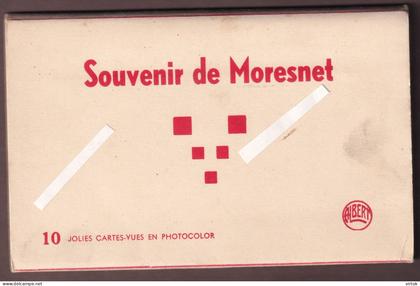 Souvenir de Moresnet
10 JOLIES CARTES-VUES EN PHOTOCOLOR
ALBERT